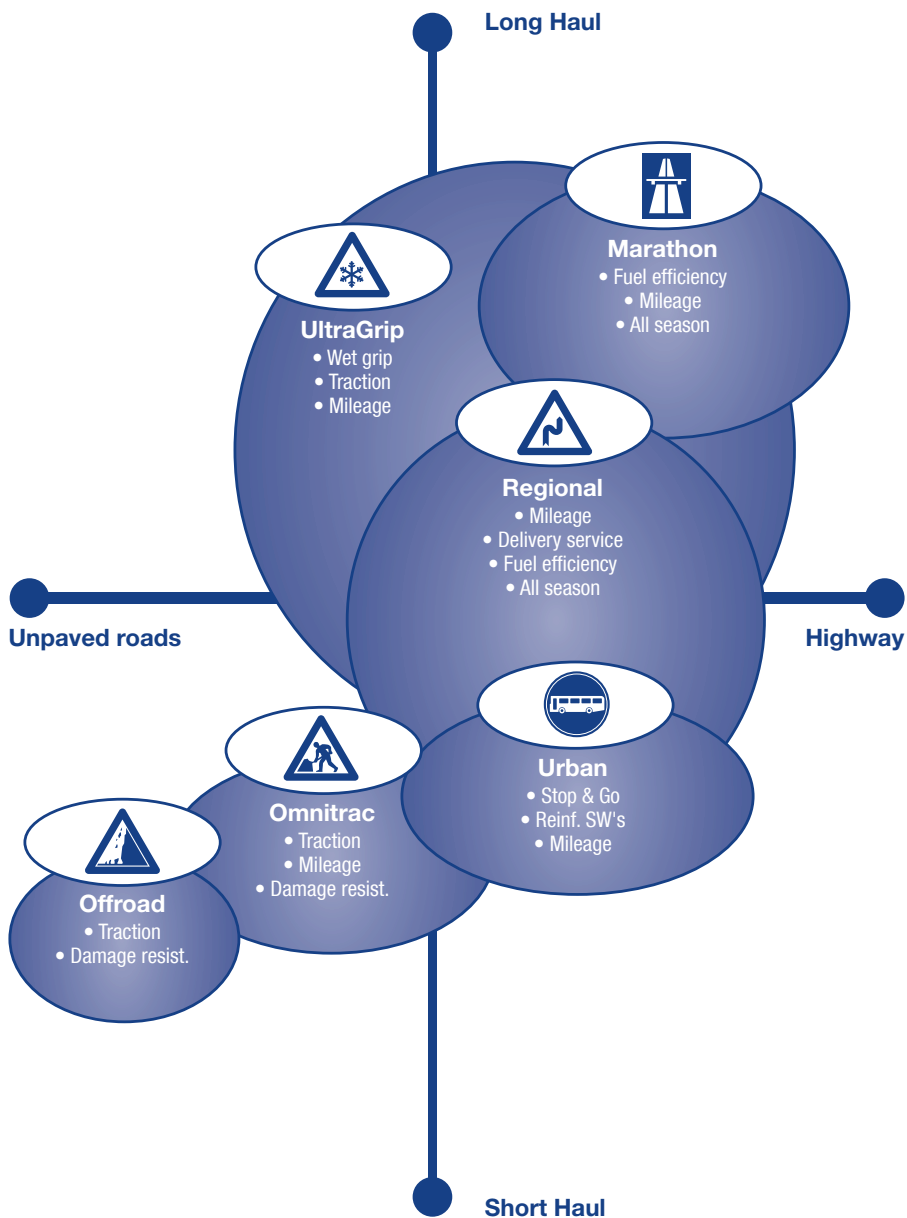 Long Haul
Marathon
• Fuel efficiency
• Mileage
• All season
UltraGrip
• Wet grip
• Traction
• Mileage
Regional
• Mileage
• Delivery service
• Fuel efficiency
• All season
Unpaved roads
Highway
Urban
• Stop & Go
• Reinf. SW's
• Mileage
Omnitrac
• Traction
• Mileage
• Damage resist.
Offroad
• Traction
• Damage resist.
Short Haul